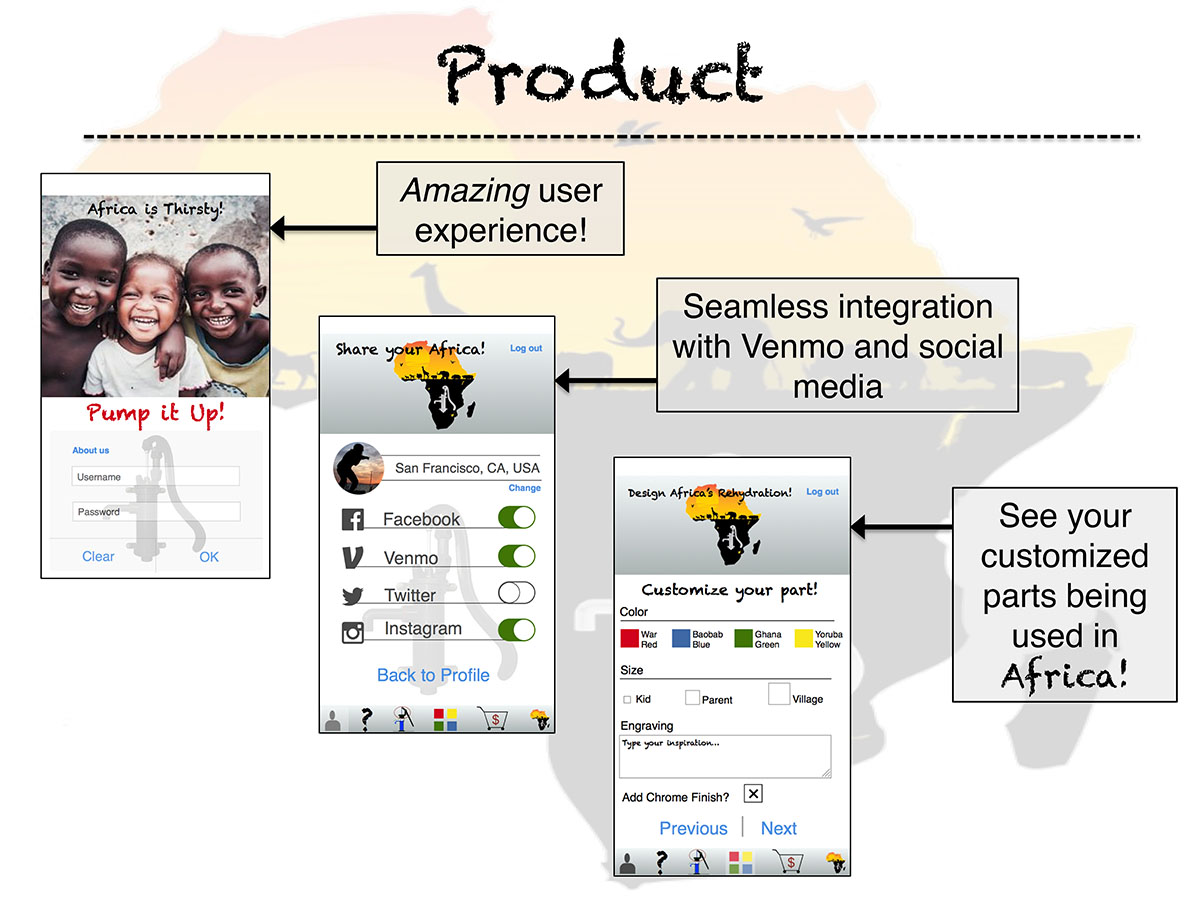 Product
Amazing user
experience!
Africa is Thirsty!
Pump it Up!
About us
Username
Password
Clear
OK
Seamless integration
with Venmo and social
media
Share your Africa!
Log out
San Francisco, CA, USA
Change
Facebook
Venmo
Twitter
Instagram
Back to Profile
?
$
See your
customized
parts being
used in
Africa!
Design Africa's Rehydration!
Log out
Customize your part!
Color
War
Red
Baobab
Blue
Ghana
Green
Yoruba
Yellow
Size
Kid
Parent
Village
Engraving
Type your inspiration...
Add Chrome Finish?
Previous
Next
?
$